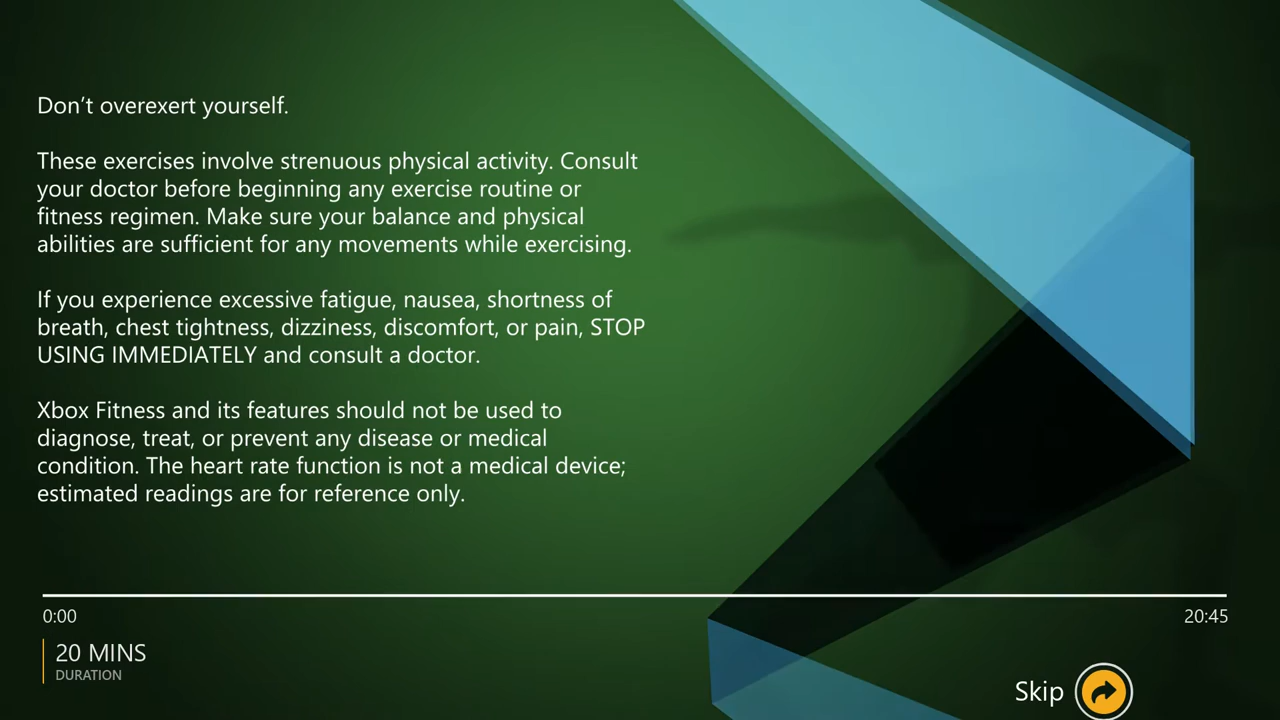 Don’t overexert yourself.
These exercises involve strenuous physical activity. Consult
your doctor before beginning any exercise routine or
fitness regimen. Make sure your balance and physical
abilities are sufficient for any movements while exercising.
If you experience excessive fatigue, nausea, shortness of
breath, chest tightness, dizziness, discomfort, or pain, STOP
USING IMMEDIATELY and consult a doctor.
Xbox Fitness and its features should not be used to
diagnose, treat, or prevent any disease or medical
condition. The heart rate function is not a medical device;
estimated readings are for reference only.
0:00
20:45
20 MINS
DURATION
Skip